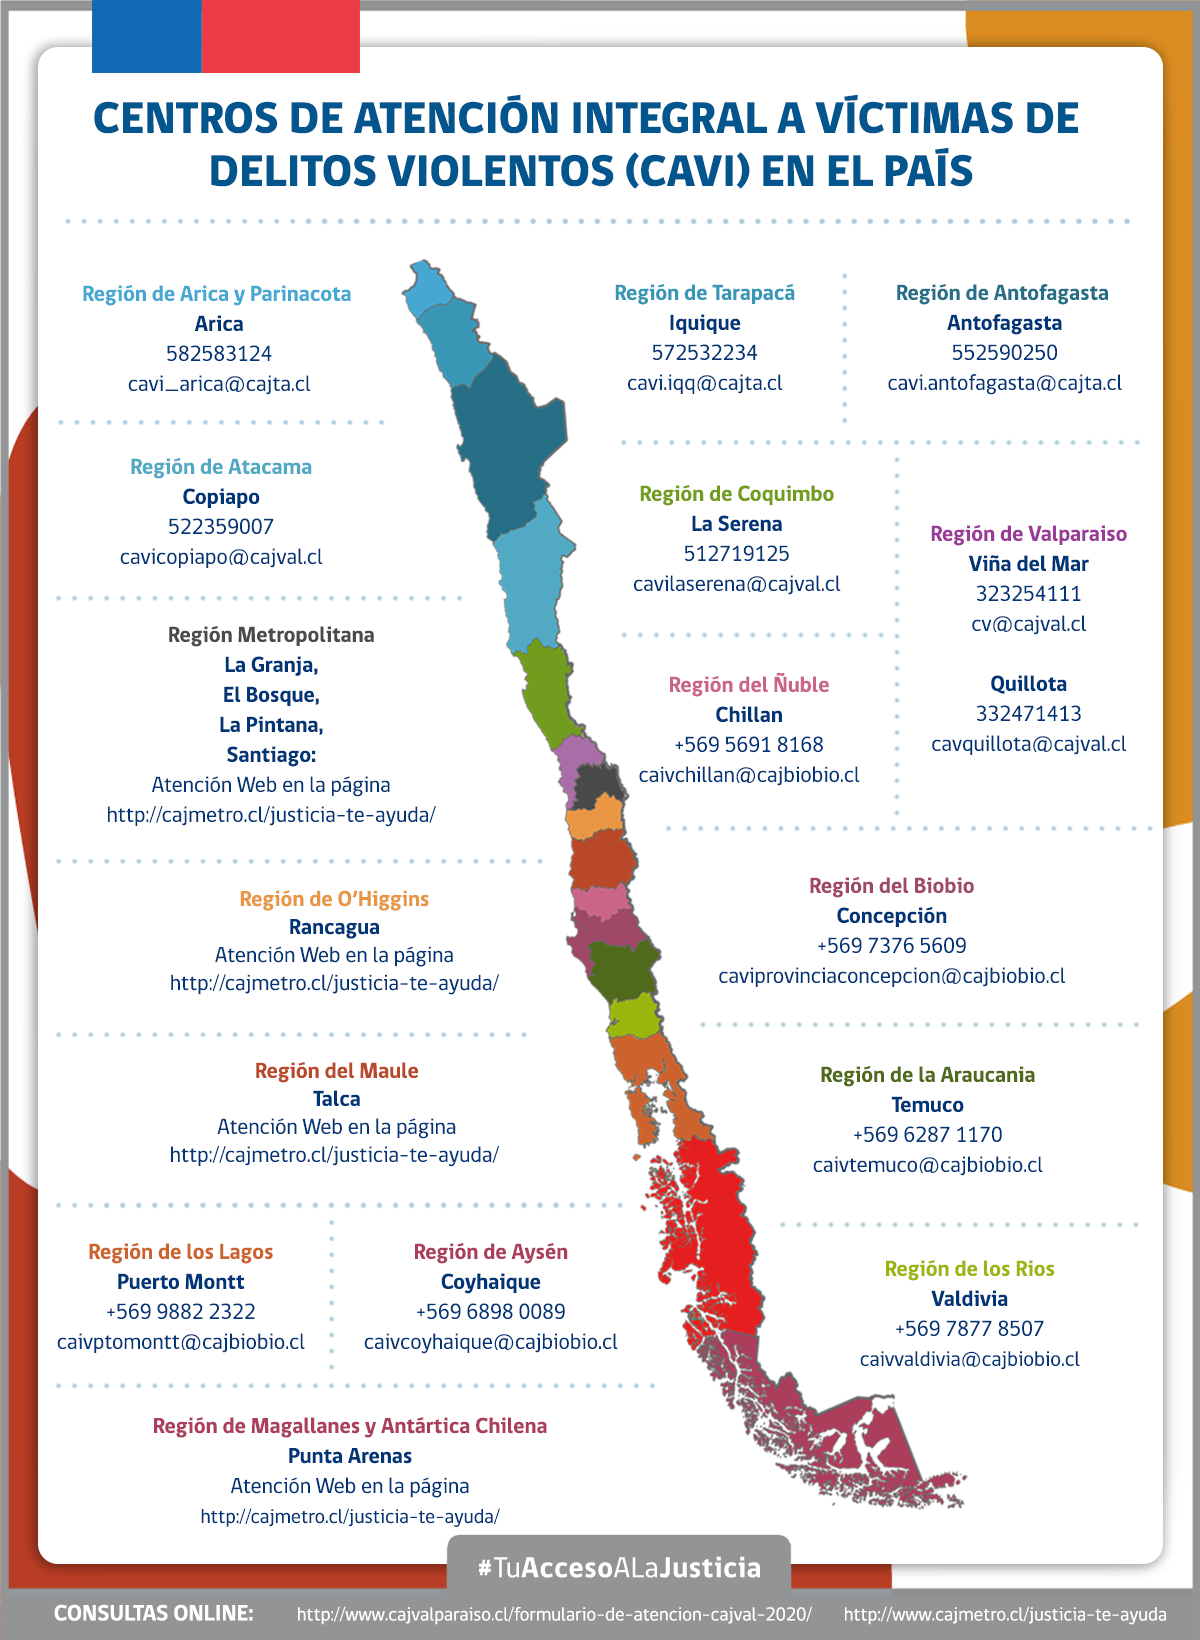 CENTROS DE ATENCIÓN INTEGRAL A VÍCTIMAS DE
DELITOS VIOLENTOS (CAVI) EN EL PAÍS
Región de Arica y Parinacota
Arica
582583124
cavi_arica@cajta.cl
Región de Tarapacá
Iquique
572532234
cavi.iqq@cajta.cl
Región de Antofagasta
Antofagasta
552590250
cavi.antofagasta@cajta.cl
Región de Atacama
Copiapo
522359007
cavicopiapo@cajval.cl
Región de Coquimbo
La Serena
512719125
cavilaserena@cajval.cl
Región de Valparaiso
Viña del Mar
323254111
cv@cajval.cl
Quillota
332471413
cavquillota@cajval.cl
Región Metropolitana
La Granja,
El Bosque,
La Pintana,
Santiago:
Atención Web en la página
http://cajmetro.cl/justicia-te-ayuda/
Región del Ñuble
Chillan
+569 5691 8168
caivchillan@cajbiobio.cl
Región de O’Higgins
Rancagua
Atención Web en la página
http://cajmetro.cl/justicia-te-ayuda/
Región del Biobio
Concepción
+569 7376 5609
caviprovinciaconcepcion@cajbiobio.cl
Región del Maule
Talca
Atención Web en la página
http://cajmetro.cl/justicia-te-ayuda/
Región de la Araucania
Temuco
+569 6287 1170
caivtemuco@cajbiobio.cl
Región de los Lagos
Puerto Montt
+569 9882 2322
caivptomontt@cajbiobio.cl
Región de Aysén
Coyhaique
+569 6898 0089
caivcoyhaique@cajbiobio.cl
Región de los Rios
Valdivia
+569 7877 8507
caivvaldivia@cajbiobio.cl
Región de Magallanes y Antártica Chilena
Punta Arenas
Atención Web en la página
http://cajmetro.cl/justicia-te-ayuda/
#TuAccesoALaJusticia
CONSULTAS ONLINE: http://www.cajvalparaiso.cl/formulario-de-atencion-cajval-2020/ http://www.cajmetro.cl/justicia-te-ayuda